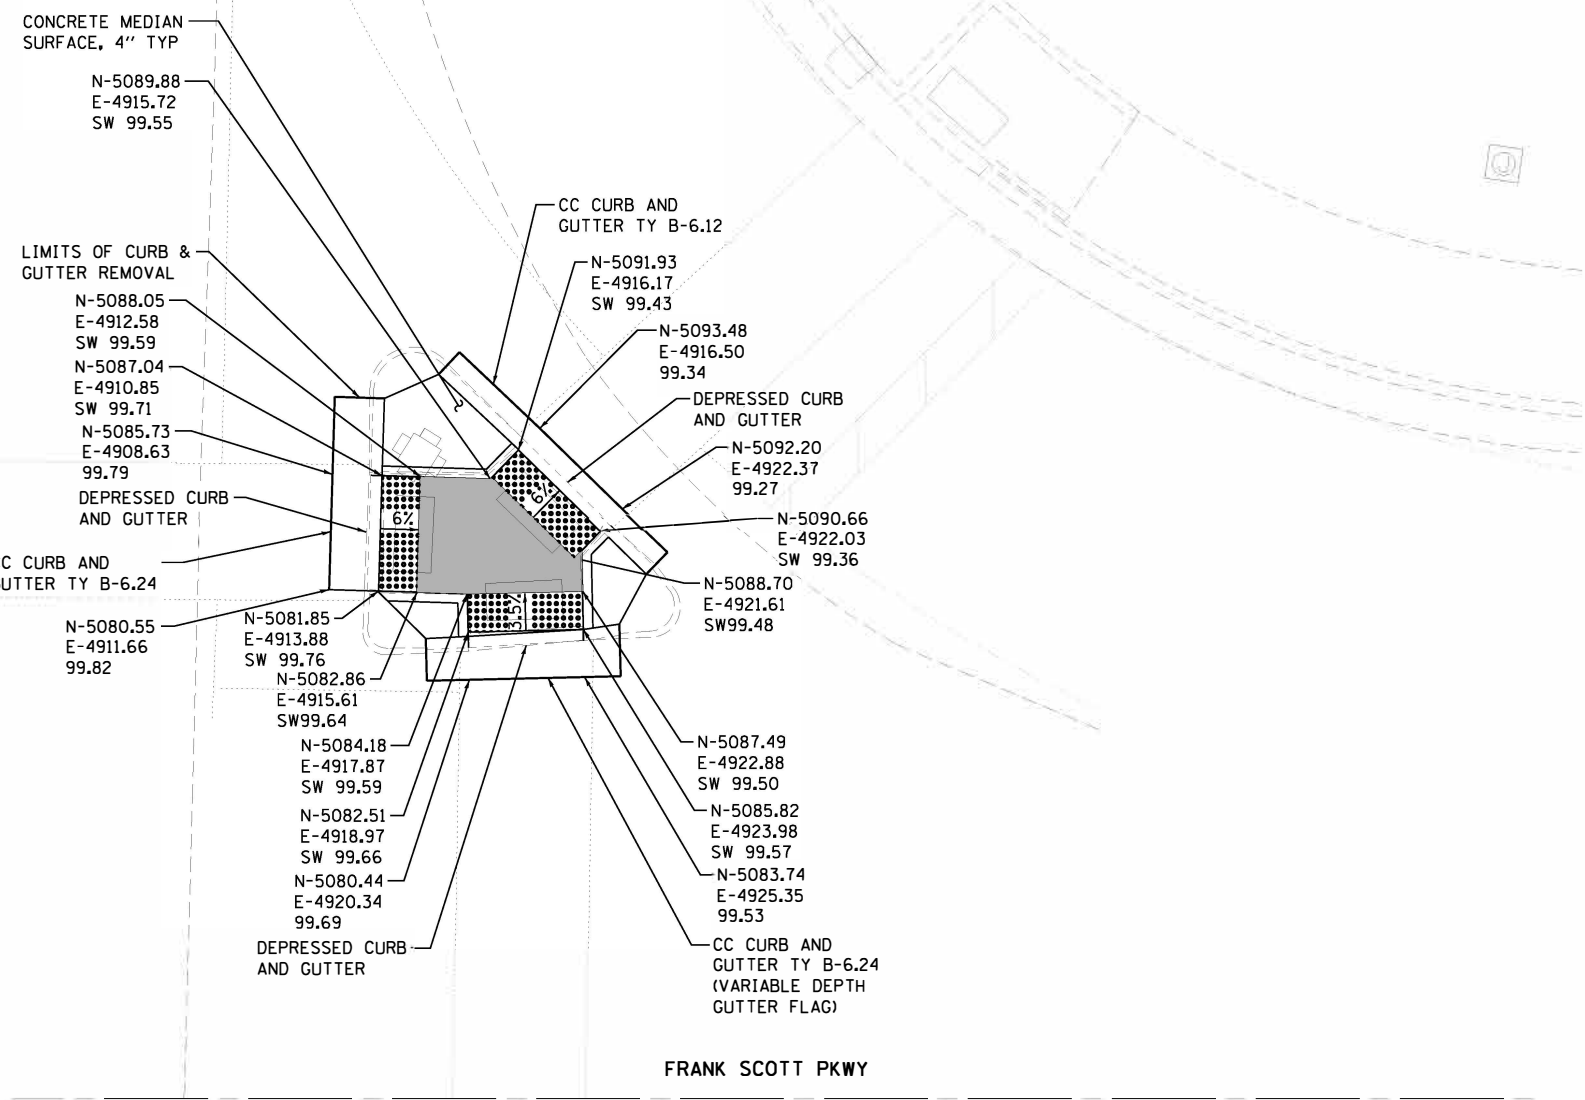 CONCRETE MEDIAN
SURFACE, 4" TYP
N-5089.88
E-4915.72
SW 99.55
CC CURB AND
GUTTER TY B-6.12
LIMITS OF CURB &
GUTTER REMOVAL
N-5091.93
E-4916.17
SW 99.43
N-5088.05
E-4912.58
SW 99.59
N-5093.48
E-4916.50
99.34
N-5087.04
E-4910.85
SW 99.71
DEPRESSED CURB
AND GUTTER
N-5085.73
E-4908.63
99.79
N-5092.20
E-4922.37
99.27
DEPRESSED CURB
AND GUTTER
6%
6%
N-5090.66
E-4922.03
SW 99.36
C CURB AND
UTTER TY B-6.24
N-5088.70
E-4921.61
SW99.48
3.5%
N-5080.55
E-4911.66
99.82
N-5081.85
E-4913.88
SW 99.76
N-5082.86
E-4915.61
SW99.64
N-5084.18
E-4917.87
SW 99.59
N-5087.49
E-4922.88
SW 99.50
N-5082.51
E-4918.97
SW 99.66
N-5085.82
E-4923.98
SW 99.57
N-5080.44
E-4920.34
99.69
N-5083.74
E-4925.35
99.53
DEPRESSED CURB
AND GUTTER
CC CURB AND
GUTTER TY B-6.24
(VARIABLE DEPTH
GUTTER FLAG)
FRANK SCOTT PKWY